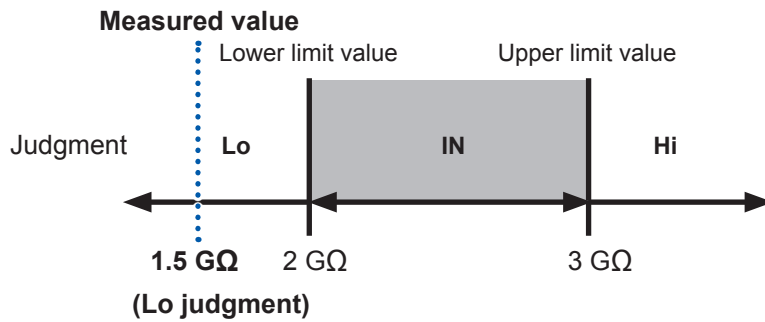 Measured value
Lower limit value
Upper limit value
Judgment
Lo
IN
Hi
1.5 GΩ
2 GΩ
3 GΩ
(Lo judgment)